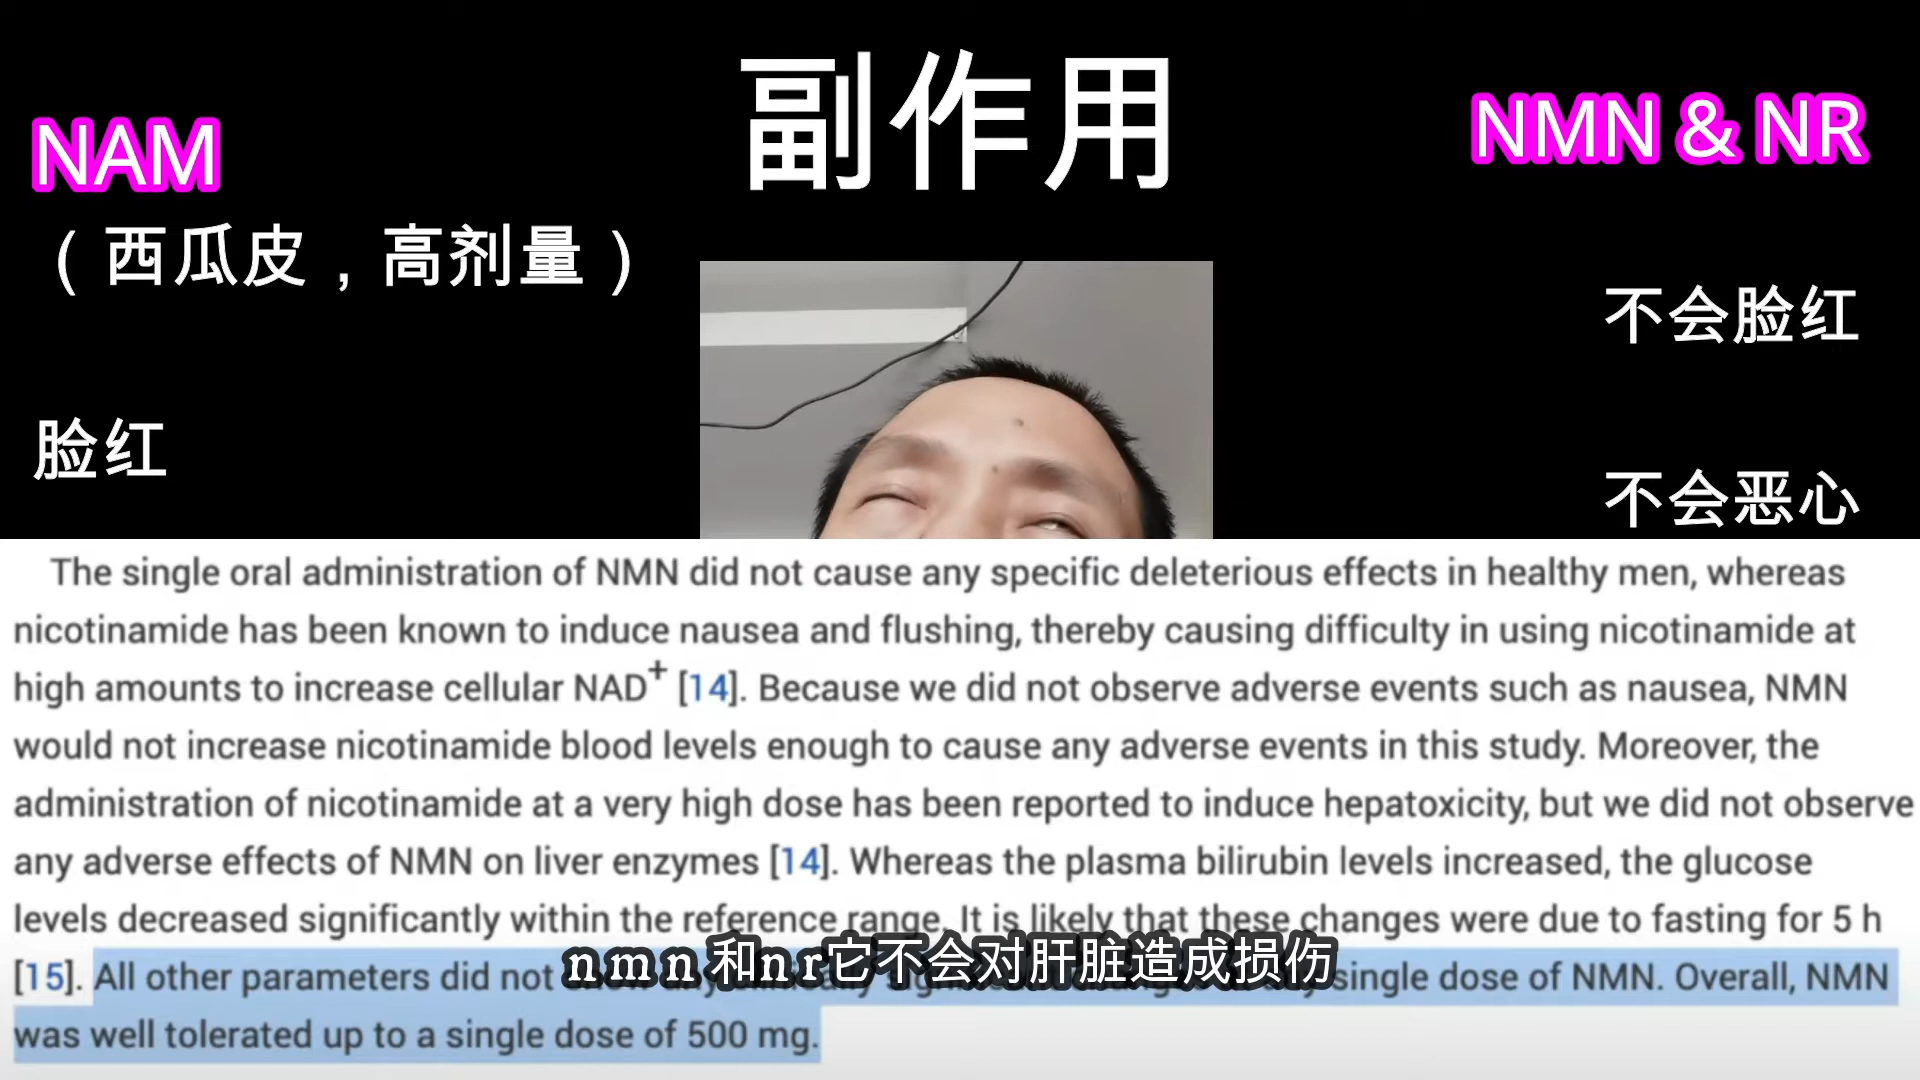 副作用
NAM
（西瓜皮，高剂量）
脸红
NMN & NR
不会脸红
不会恶心
The single oral administration of NMN did not cause any specific deleterious effects in healthy men, whereas
nicotinamide has been known to induce nausea and flushing, thereby causing difficulty in using nicotinamide at
high amounts to increase cellular NAD+ [14]. Because we did not observe adverse events such as nausea, NMN
would not increase nicotinamide blood levels enough to cause any adverse events in this study. Moreover, the
administration of nicotinamide at a very high dose has been reported to induce hepatoxicity, but we did not observe
any adverse effects of NMN on liver enzymes [14]. Whereas the plasma bilirubin levels increased, the glucose
levels decreased significantly within the reference range. It is likely that these changes were due to fasting for 5 h
[15]. All other parameters did not single dose of NMN. Overall, NMN
was well tolerated up to a single dose of 500 mg.
nmn 和nr它不会对肝脏造成损伤